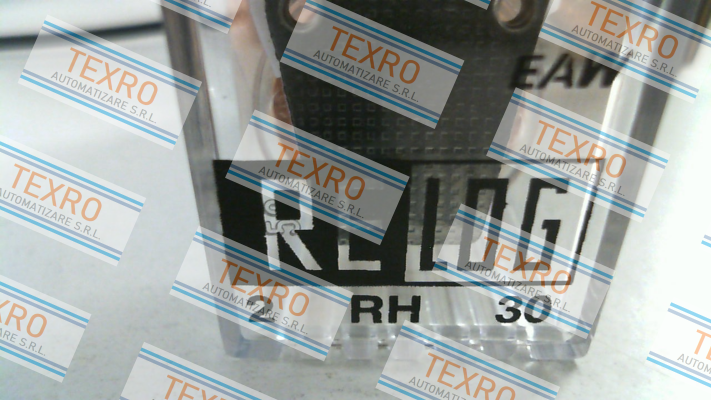 EAW
RELOG
2 RH 30
TEXRO
AUTOMATIZARE S.R.L.